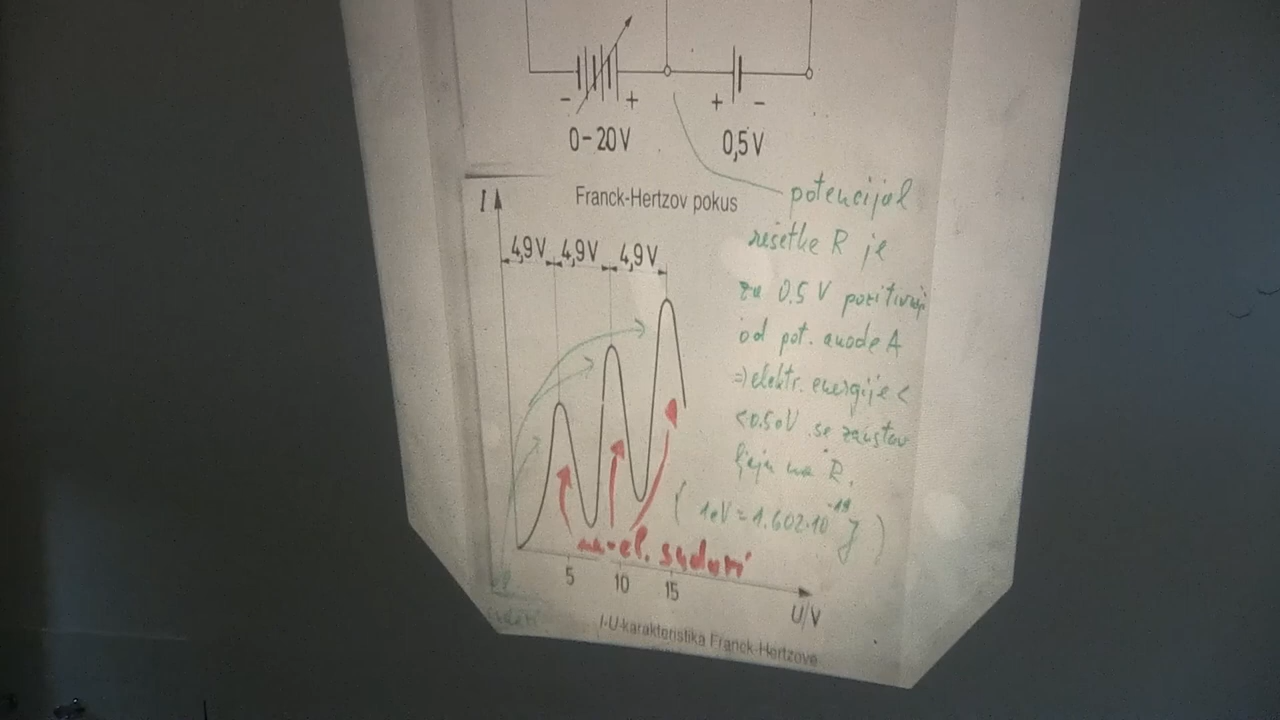 - + + -
0-20V 0,5V
Franck-Hertzov pokus
I
4,9V 4,9V 4,9V
potencijal
rešetke R je
za 0.5 V pozitivniji
od pot. anode A
⇒ elektr. energije <
< 0.5eV se zaustav
ljaju na R.
( 1eV = 1.602·10⁻¹⁹ J )
ne-el. sudari
5 10 15
U/V
I-U-karakteristika Franck-Hertzove